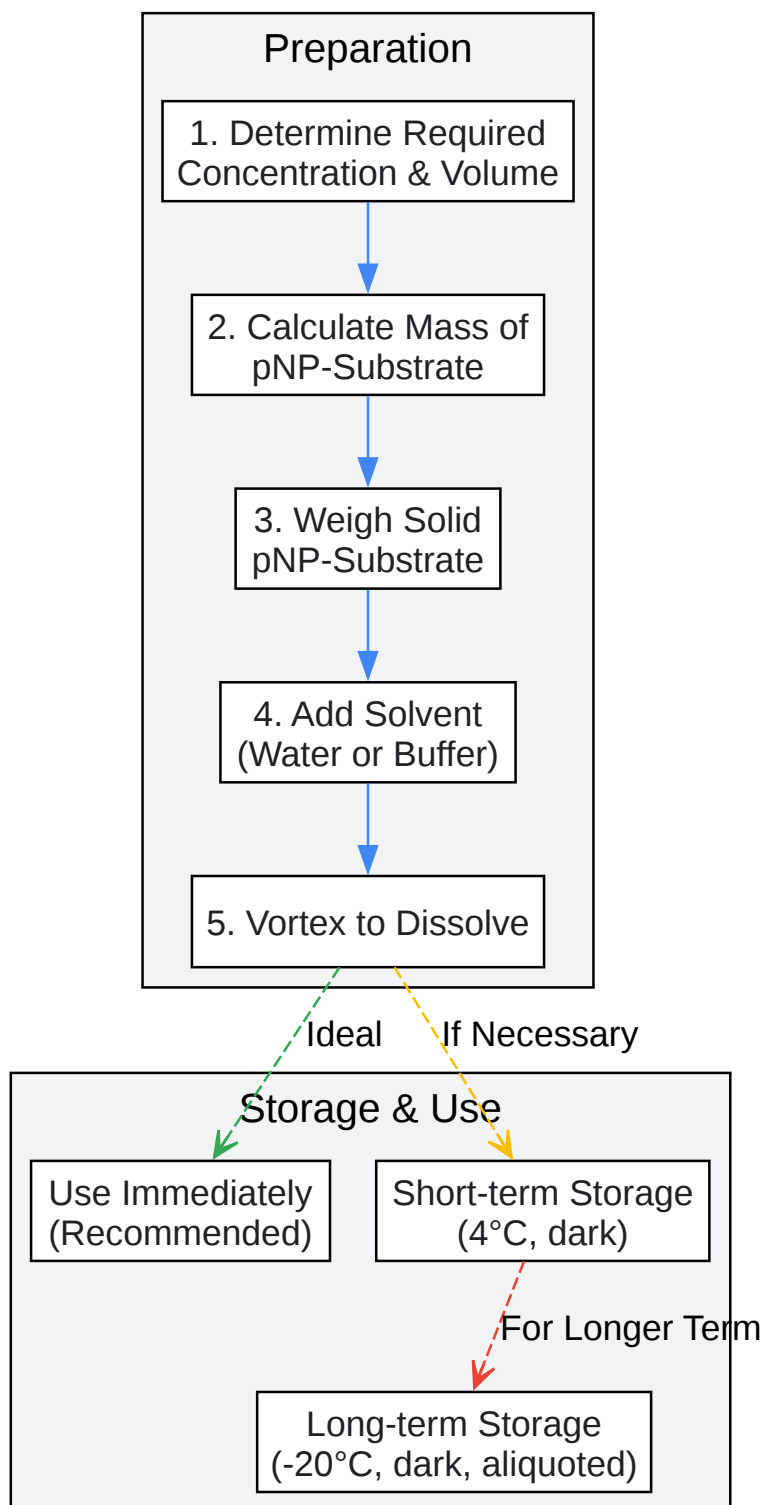 Preparation
1. Determine Required
Concentration & Volume
2. Calculate Mass of
pNP-Substrate
3. Weigh Solid
pNP-Substrate
4. Add Solvent
(Water or Buffer)
5. Vortex to Dissolve
Ideal
If Necessary
Storage & Use
Use Immediately
(Recommended)
Short-term Storage
(4°C, dark)
For Longer Term
Long-term Storage
(-20°C, dark, aliquoted)